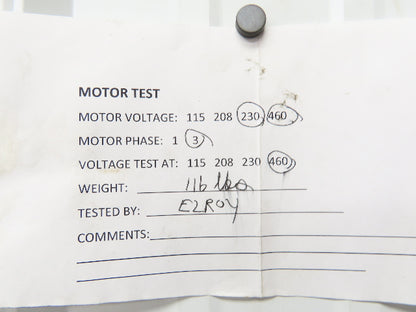 MOTOR TEST
MOTOR VOLTAGE: 115 208 230 460
MOTOR PHASE: 1 3
VOLTAGE TEST AT: 115 208 230 460
WEIGHT: 116 lbs
TESTED BY: ELROY
COMMENTS: